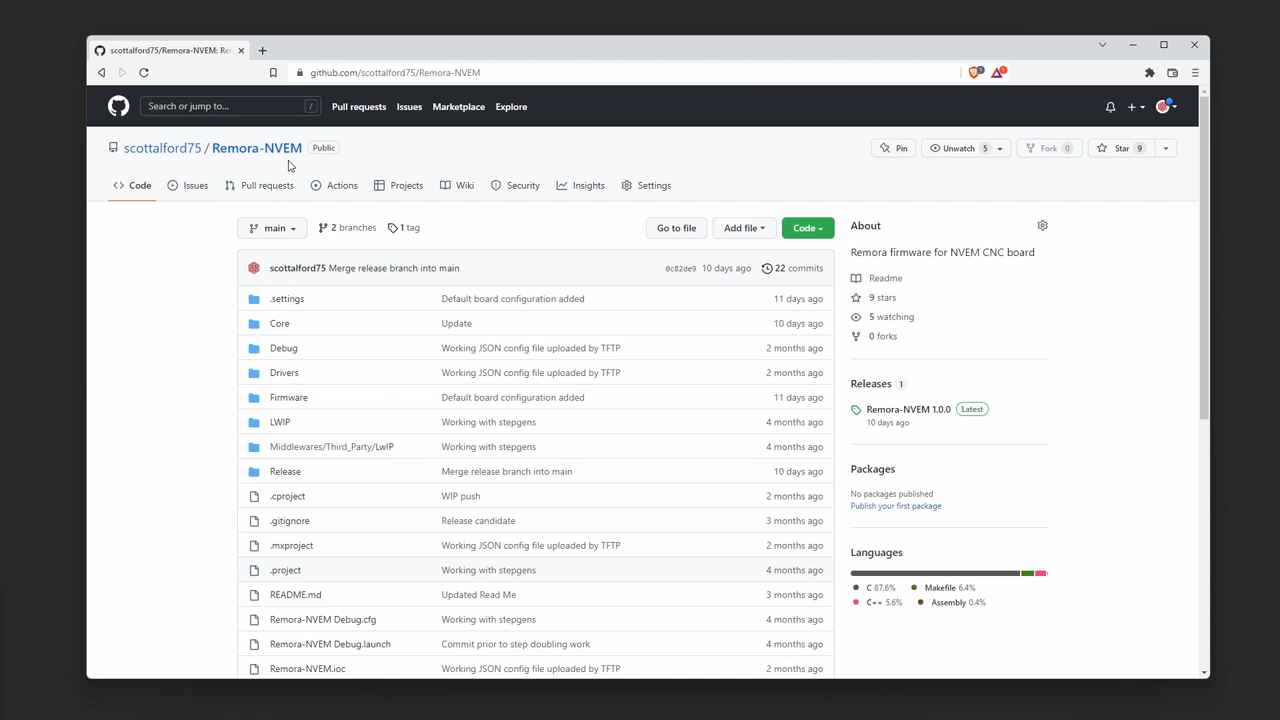 scottalford75/Remora-NVEM: Re
github.com/scottalford75/Remora-NVEM
1
1
Search or jump to... /
Pull requests Issues Marketplace Explore
scottalford75 / Remora-NVEM Public
Pin Unwatch 5 Fork 0 Star 9
Code Issues Pull requests Actions Projects Wiki Security Insights Settings
main 2 branches 1 tag Go to file Add file Code
scottalford75 Merge release branch into main 0c82de9 10 days ago 22 commits
.settings Default board configuration added 11 days ago
Core Update 10 days ago
Debug Working JSON config file uploaded by TFTP 2 months ago
Drivers Working JSON config file uploaded by TFTP 2 months ago
Firmware Default board configuration added 11 days ago
LWIP Working with stepgens 4 months ago
Middlewares/Third_Party/LwIP Working with stepgens 4 months ago
Release Merge release branch into main 10 days ago
.cproject WIP push 2 months ago
.gitignore Release candidate 3 months ago
.mxproject Working JSON config file uploaded by TFTP 2 months ago
.project Working with stepgens 4 months ago
README.md Updated Read Me 3 months ago
Remora-NVEM Debug.cfg Working with stepgens 4 months ago
Remora-NVEM Debug.launch Commit prior to step doubling work 4 months ago
Remora-NVEM.ioc Working JSON config file uploaded by TFTP 2 months ago
About
Remora firmware for NVEM CNC board
Readme
9 stars
5 watching
0 forks
Releases 1
Remora-NVEM 1.0.0 Latest
10 days ago
Packages
No packages published
Publish your first package
Languages
C 87.6% Makefile 6.4%
C++ 5.6% Assembly 0.4%